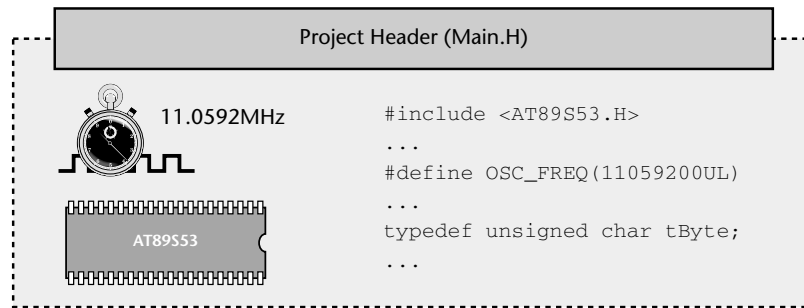 Project Header (Main.H)
11.0592MHz
AT89S53
#include <AT89S53.H>
...
#define OSC_FREQ(11059200UL)
...
typedef unsigned char tByte;
...